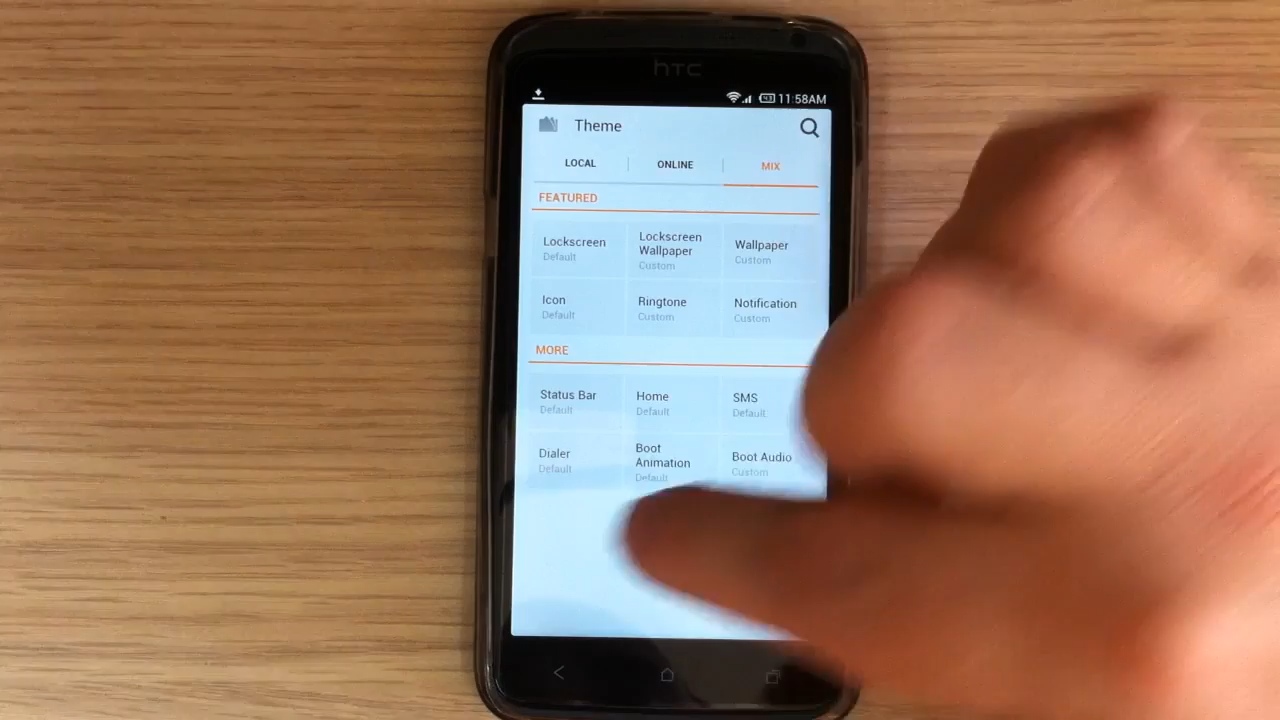 hTC
43 11:58AM
Theme
LOCAL ONLINE MIX
FEATURED
Lockscreen
Default
Lockscreen
Wallpaper
Custom
Wallpaper
Custom
Icon
Default
Ringtone
Custom
Notification
Custom
MORE
Status Bar
Default
Home
Default
SMS
Default
Dialer
Default
Boot
Animation
Default
Boot Audio
Custom